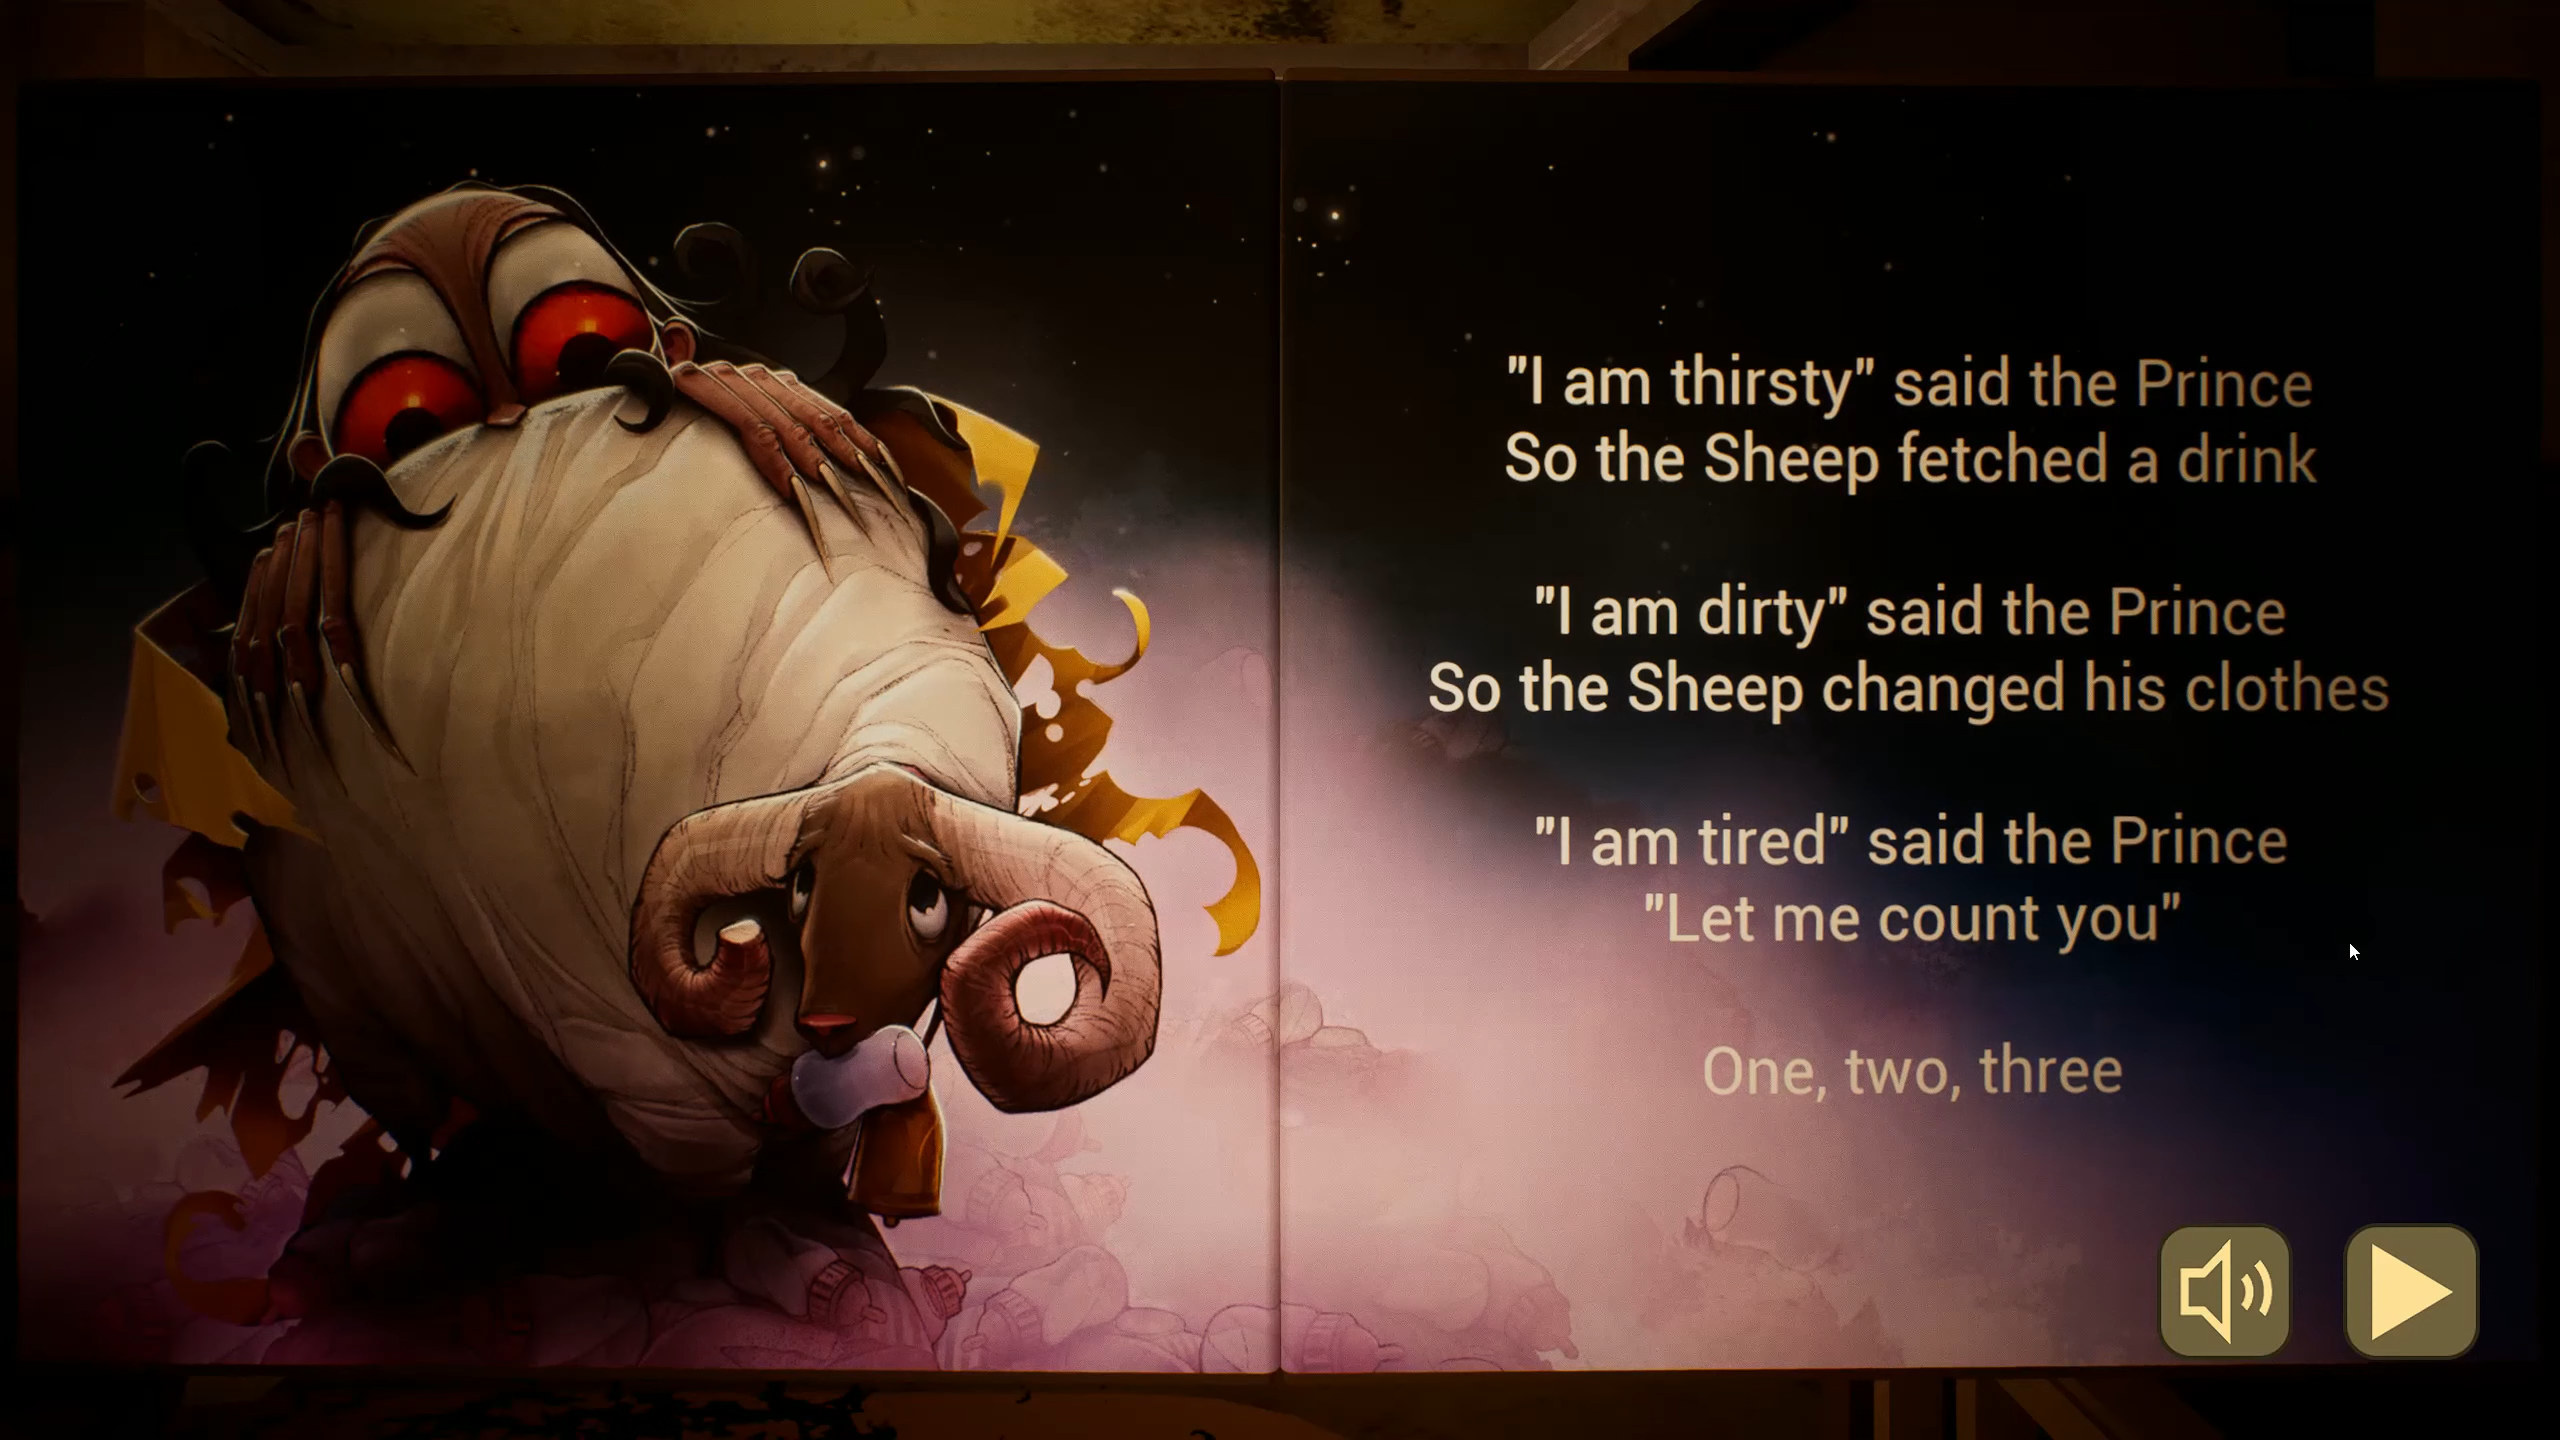 "I am thirsty" said the Prince
So the Sheep fetched a drink
"I am dirty" said the Prince
So the Sheep changed his clothes
"I am tired" said the Prince
"Let me count you"
One, two, three